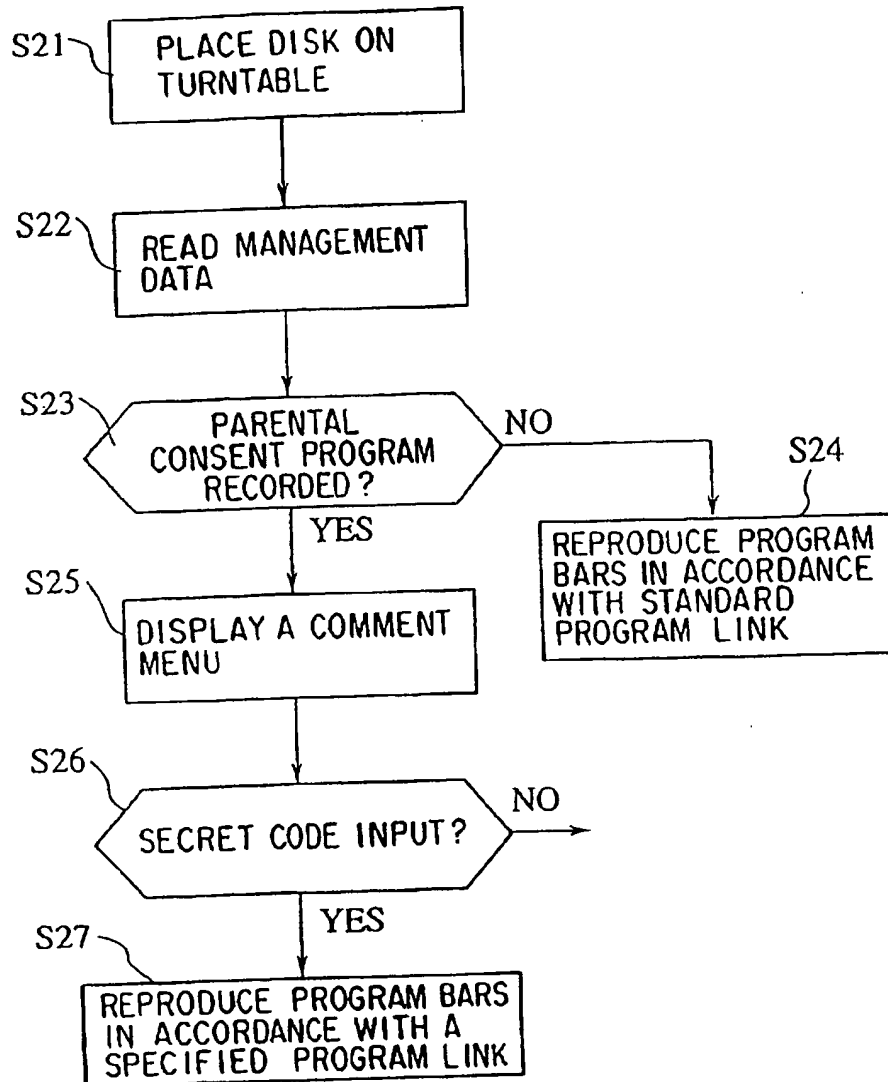 S21
PLACE DISK ON
TURNTABLE
S22
READ MANAGEMENT
DATA
S23
PARENTAL
CONSENT PROGRAM
RECORDED?
NO
YES
S24
REPRODUCE PROGRAM
BARS IN ACCORDANCE
WITH STANDARD
PROGRAM LINK
S25
DISPLAY A COMMENT
MENU
S26
SECRET CODE INPUT?
NO
YES
S27
REPRODUCE PROGRAM BARS
IN ACCORDANCE WITH A
SPECIFIED PROGRAM LINK